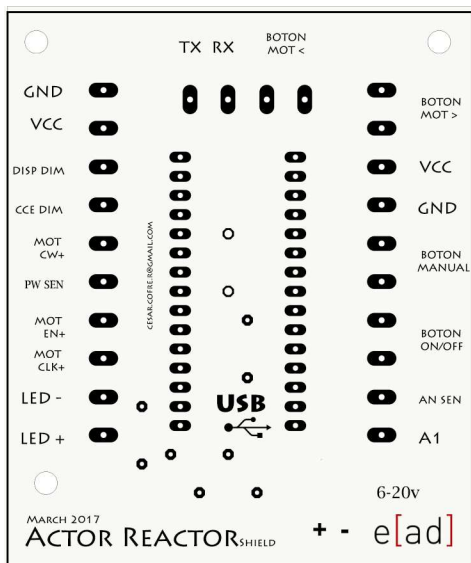 TX RX
BOTON
MOT <
GND
VCC
DISP DIM
CCE DIM
MOT
CW+
PW SEN
MOT
EN+
MOT
CLK+
LED -
LED +
CESAR.COFRE.R@GMAIL.COM
BOTON
MOT >
VCC
GND
BOTON
MANUAL
BOTON
ON/OFF
AN SEN
A1
USB
6-20v
MARCH 2017
ACTOR REACTOR SHIELD
+ -
e[ad]